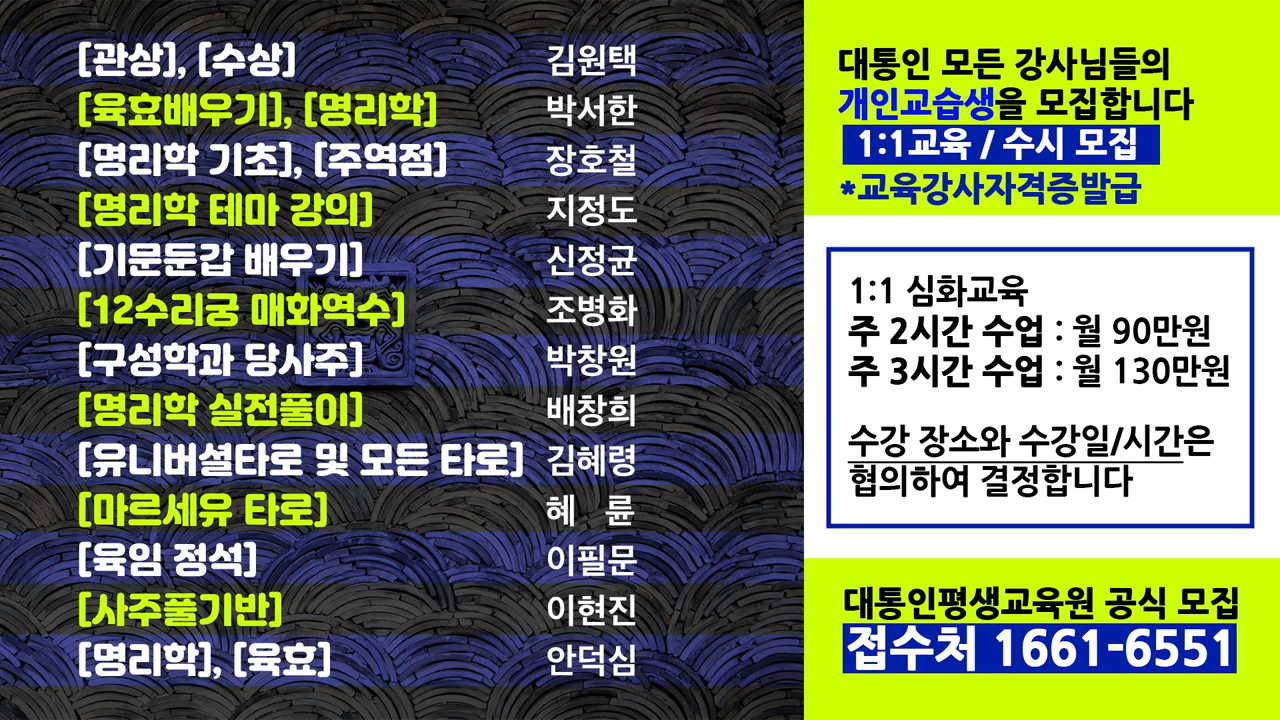 [관상], [수상] 김원택
[육효배우기], [명리학] 박서한
[명리학 기초], [주역점] 장호철
[명리학 테마 강의] 지정도
[기문둔갑 배우기] 신정균
[12수리궁 매화역수] 조병화
[구성학과 당사주] 박창원
[명리학 실전풀이] 배창희
[유니버셜타로 및 모든 타로] 김혜령
[마르세유 타로] 혜 륜
[육임 정석] 이필문
[사주풀기반] 이현진
[명리학], [육효] 안덕심
대통인 모든 강사님들의
개인교습생을 모집합니다
1:1교육 / 수시 모집
*교육강사자격증발급
1:1 심화교육
주 2시간 수업 : 월 90만원
주 3시간 수업 : 월 130만원
수강 장소와 수강일/시간은
협의하여 결정합니다
대통인평생교육원 공식 모집
접수처 1661-6551